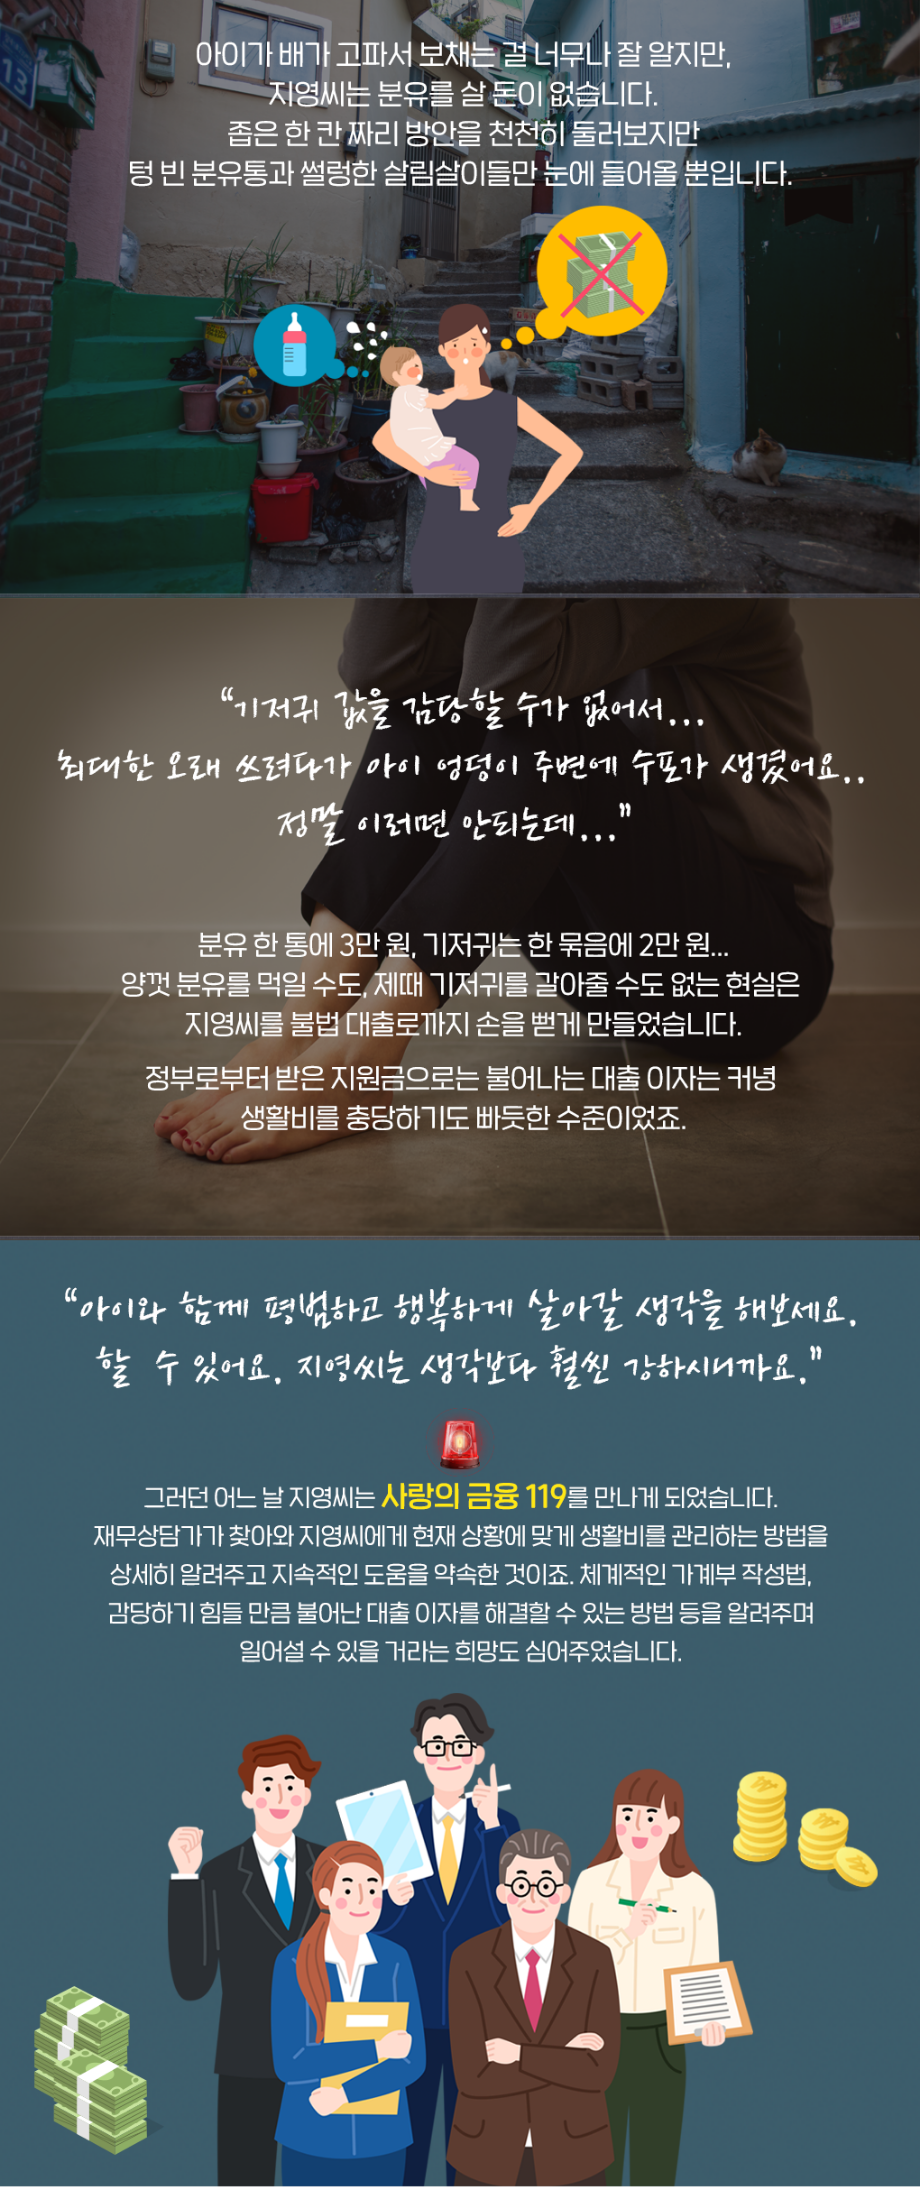 13
아이가 배가 고파서 보채는 걸 너무나 잘 알지만,
지영씨는 분유를 살 돈이 없습니다.
좁은 한 칸 짜리 방안을 천천히 둘러보지만
텅 빈 분유통과 썰렁한 살림살이들만 눈에 들어올 뿐입니다.
“기저귀 값을 감당할 수가 없어서...
최대한 오래 쓰려다가 아이 엉덩이 주변에 수포가 생겼어요..
정말 이러면 안되는데...”
분유 한 통에 3만 원, 기저귀는 한 묶음에 2만 원...
양껏 분유를 먹일 수도, 제때 기저귀를 갈아줄 수도 없는 현실은
지영씨를 불법 대출로까지 손을 뻗게 만들었습니다.
정부로부터 받은 지원금으로는 불어나는 대출 이자는 커녕
생활비를 충당하기도 빠듯한 수준이었죠.
“아이와 함께 평범하고 행복하게 살아갈 생각을 해보세요.
할 수 있어요. 지영씨는 생각보다 훨씬 강하시니까요.”
그러던 어느 날 지영씨는 사랑의 금융 119를 만나게 되었습니다.
재무상담가가 찾아와 지영씨에게 현재 상황에 맞게 생활비를 관리하는 방법을
상세히 알려주고 지속적인 도움을 약속한 것이죠. 체계적인 가계부 작성법,
감당하기 힘들 만큼 불어난 대출 이자를 해결할 수 있는 방법 등을 알려주며
일어설 수 있을 거라는 희망도 심어주었습니다.